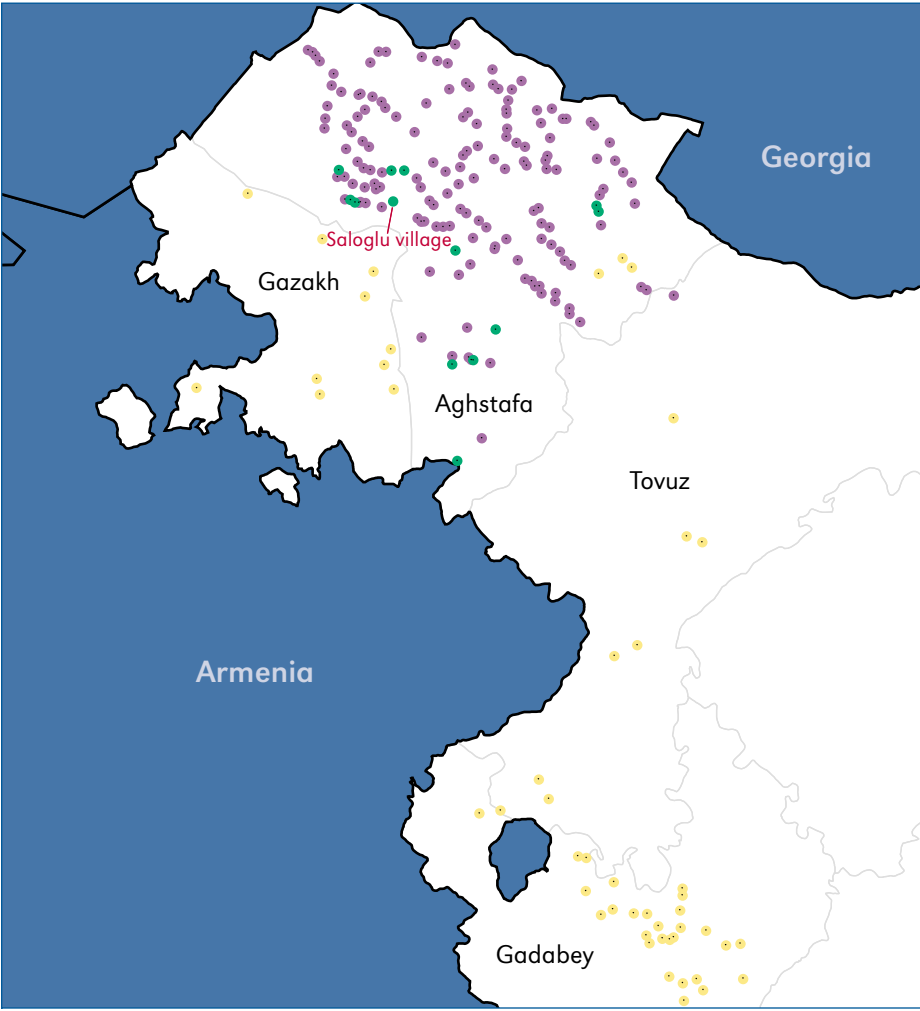 Georgia
Saloglu village
Gazakh
Aghstafa
Tovuz
Armenia
Gadabey